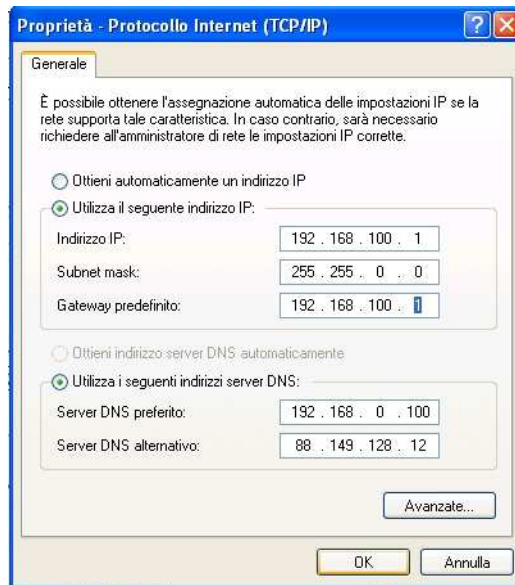 Proprietà - Protocollo Internet (TCP/IP)
Generale
È possibile ottenere l'assegnazione automatica delle impostazioni IP se la
rete supporta tale caratteristica. In caso contrario, sarà necessario
richiedere all'amministratore di rete le impostazioni IP corrette.
Ottieni automaticamente un indirizzo IP
Utilizza il seguente indirizzo IP:
Indirizzo IP: 192 . 168 . 100 . 1
Subnet mask: 255 . 255 . 0 . 0
Gateway predefinito: 192 . 168 . 100 . 1
Ottieni indirizzo server DNS automaticamente
Utilizza i seguenti indirizzi server DNS:
Server DNS preferito: 192 . 168 . 0 . 100
Server DNS alternativo: 88 . 149 . 128 . 12
Avanzate...
OK Annulla